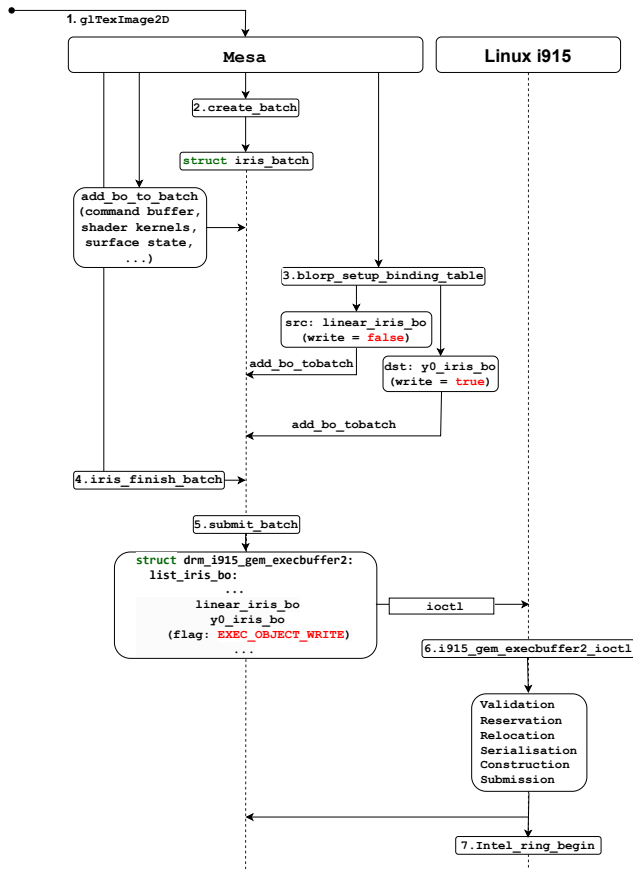 1. glTexImage2D
Mesa
Linux i915
2.create_batch
struct iris_batch
add_bo_to_batch
(command buffer,
shader kernels,
surface state,
...)
3.blorp_setup_binding_table
src: linear_iris_bo
(write = false)
add_bo_tobatch
dst: y0_iris_bo
(write = true)
add_bo_tobatch
4.iris_finish_batch
5.submit_batch
struct drm_i915_gem_execbuffer2:
list_iris_bo:
...
linear_iris_bo
y0_iris_bo
(flag: EXEC_OBJECT_WRITE)
...
ioctl
6.i915_gem_execbuffer2_ioctl
Validation
Reservation
Relocation
Serialisation
Construction
Submission
7.Intel_ring_begin